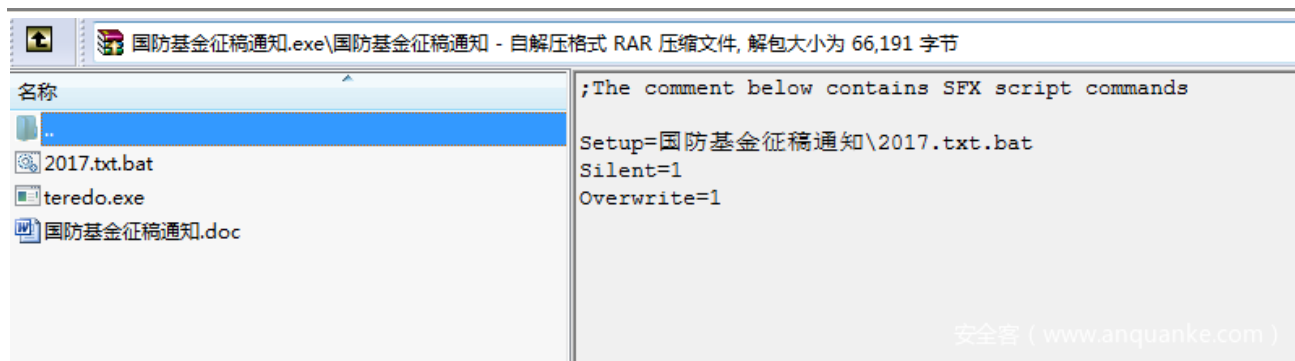 国防基金征稿通知.exe\国防基金征稿通知 - 自解压格式 RAR 压缩文件, 解包大小为 66,191 字节
名称
..
2017.txt.bat
teredo.exe
国防基金征稿通知.doc
;The comment below contains SFX script commands
Setup=国防基金征稿通知\2017.txt.bat
Silent=1
Overwrite=1
安全客（www.anquanke.com）